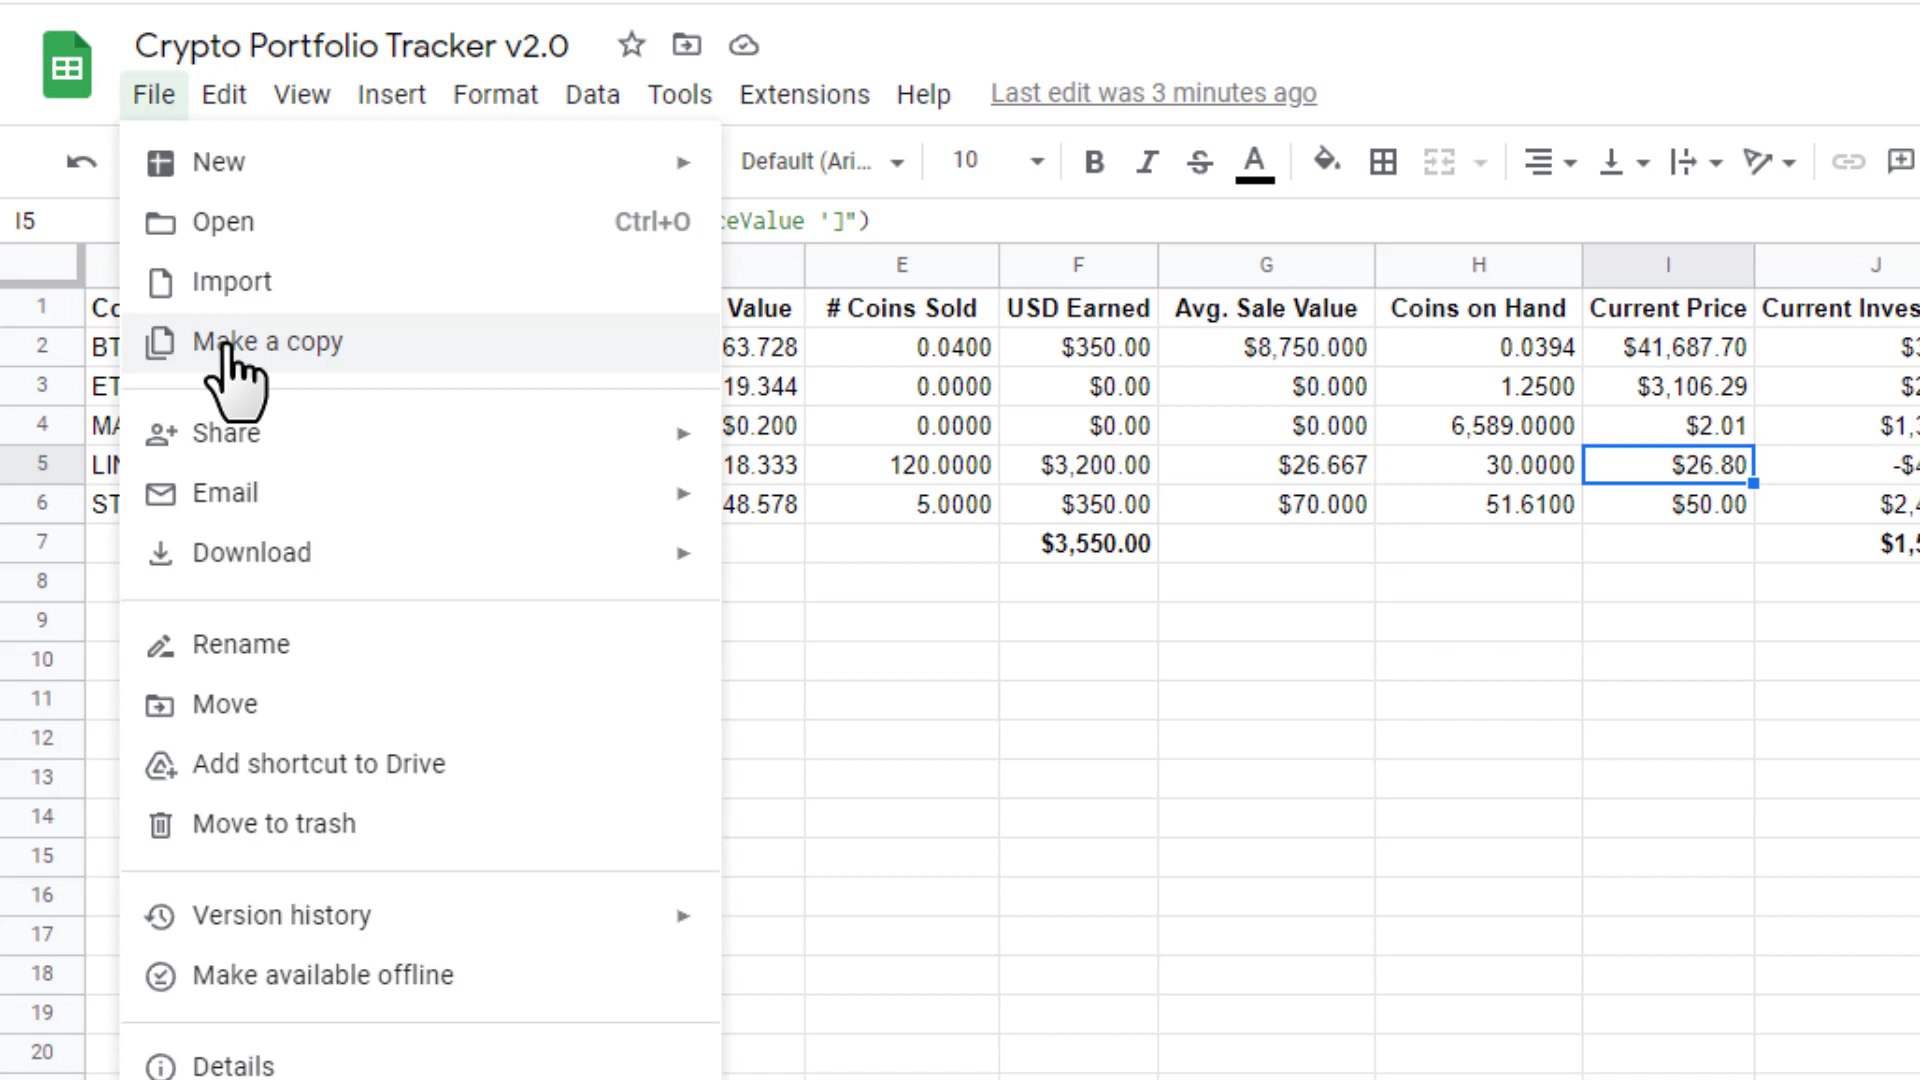 Crypto Portfolio Tracker v2.0
File Edit View Insert Format Data Tools Extensions Help Last edit was 3 minutes ago
New
Default (Ari... 10 B I S A
I5
Open Ctrl+O
ceValue ']")
Import
E F G H I J
1 Co Value # Coins Sold USD Earned Avg. Sale Value Coins on Hand Current Price Current Inves
Make a copy
2 BT 63.728 0.0400 $350.00 $8,750.000 0.0394 $41,687.70 $3
3 ET 19.344 0.0000 $0.00 $0.000 1.2500 $3,106.29 $2
4 MA $0.200 0.0000 $0.00 $0.000 6,589.0000 $2.01 $1,3
Share
5 LIN 18.333 120.0000 $3,200.00 $26.667 30.0000 $26.80 -$4
Email
6 ST 48.578 5.0000 $350.00 $70.000 51.6100 $50.00 $2,4
7 $3,550.00 $1,5
Download
8
9
Rename
10
11
Move
12
Add shortcut to Drive
13
14
Move to trash
15
16
Version history
17
18
Make available offline
19
20
Details